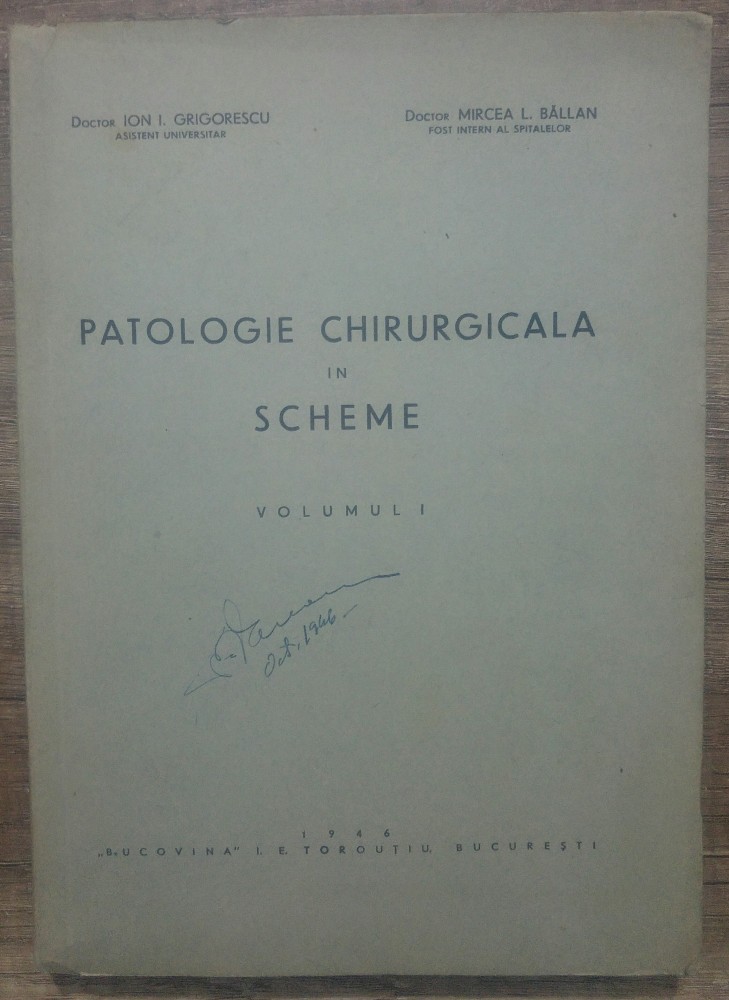 Doctor ION I. GRIGORESCU
ASISTENT UNIVERSITAR
Doctor MIRCEA L. BĂLLAN
FOST INTERN AL SPITALELOR
PATOLOGIE CHIRURGICALA
IN
SCHEME
VOLUMUL I
Oct. 1946.—
1946
„BUCOVINA" I. E. TOROUȚIU, BUCUREȘTI